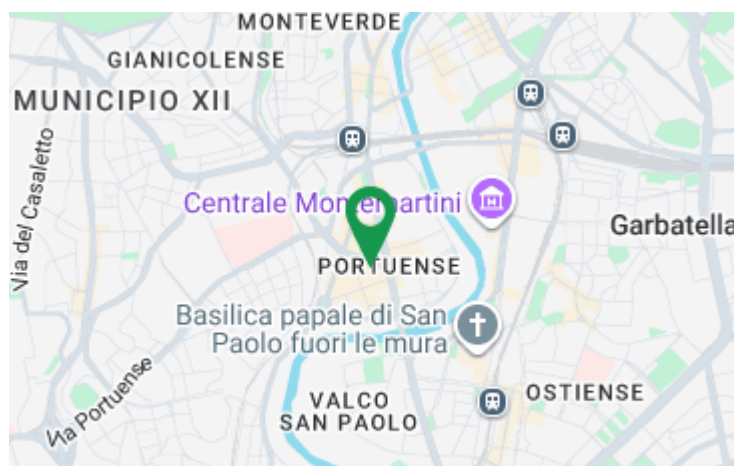 MONTEVERDE
GIANICOLENSE
MUNICIPIO XII
Via del Casaletto
Centrale Montemartini
Garbatella
PORTUENSE
Basilica papale di San
Paolo fuori le mura
Via Portuense
VALCO
SAN PAOLO
OSTIENSE